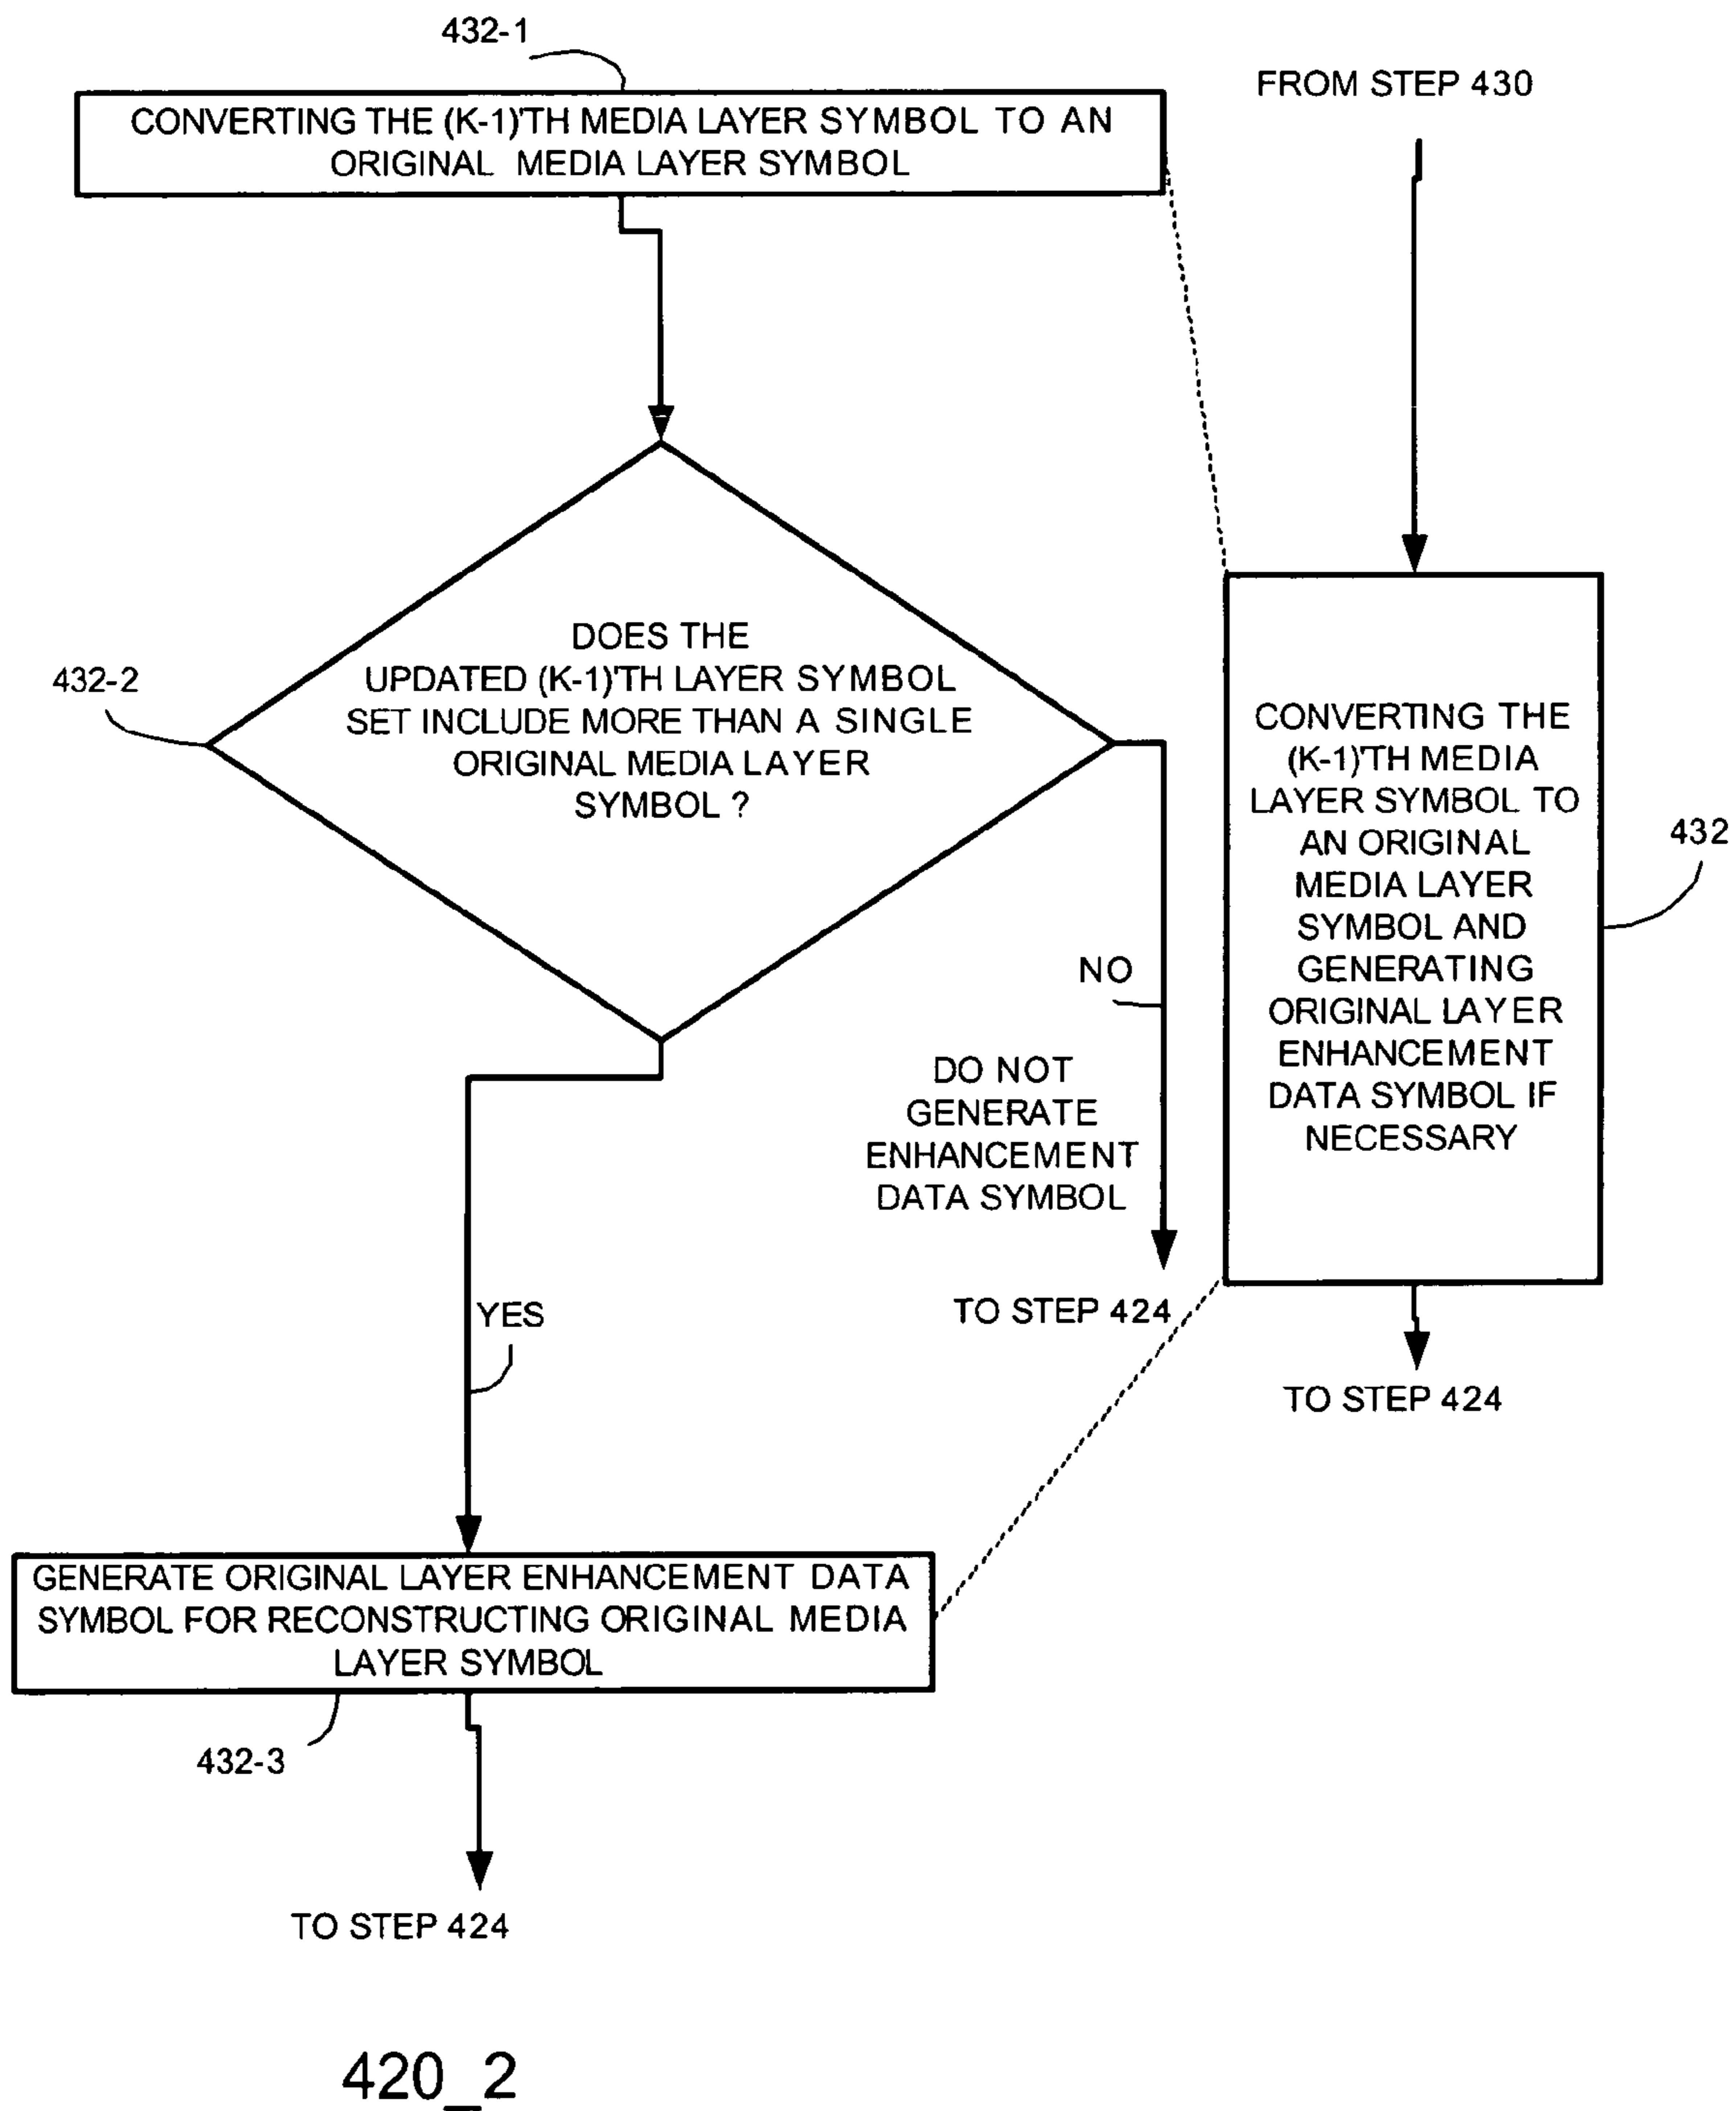 432-1
FROM STEP 430
CONVERTING THE (K-1)'TH MEDIA LAYER SYMBOL TO AN
ORIGINAL MEDIA LAYER SYMBOL
DOES THE
UPDATED (K-1)'TH LAYER SYMBOL
SET INCLUDE MORE THAN A SINGLE
ORIGINAL MEDIA LAYER
SYMBOL ?
432-2
CONVERTING THE
(K-1)'TH MEDIA
LAYER SYMBOL TO
AN ORIGINAL
MEDIA LAYER
SYMBOL AND
GENERATING
ORIGINAL LAYER
ENHANCEMENT
DATA SYMBOL IF
NECESSARY
432
NO
DO NOT
GENERATE
ENHANCEMENT
DATA SYMBOL
TO STEP 424
YES
TO STEP 424
GENERATE ORIGINAL LAYER ENHANCEMENT DATA
SYMBOL FOR RECONSTRUCTING ORIGINAL MEDIA
LAYER SYMBOL
432-3
TO STEP 424
420_2